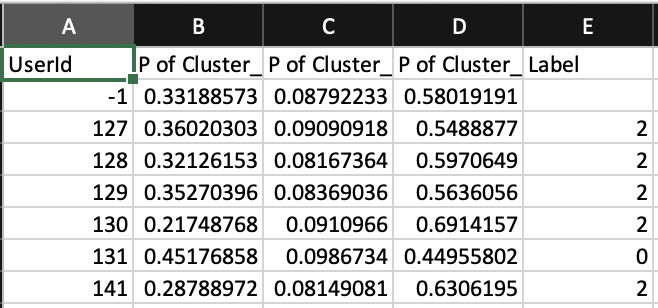 A B C D E
UserId P of Cluster_ P of Cluster_ P of Cluster_ Label
-1 0.33188573 0.08792233 0.58019191
127 0.36020303 0.09090918 0.5488877 2
128 0.32126153 0.08167364 0.5970649 2
129 0.35270396 0.08369036 0.5636056 2
130 0.21748768 0.0910966 0.6914157 2
131 0.45176858 0.0986734 0.44955802 0
141 0.28788972 0.08149081 0.6306195 2